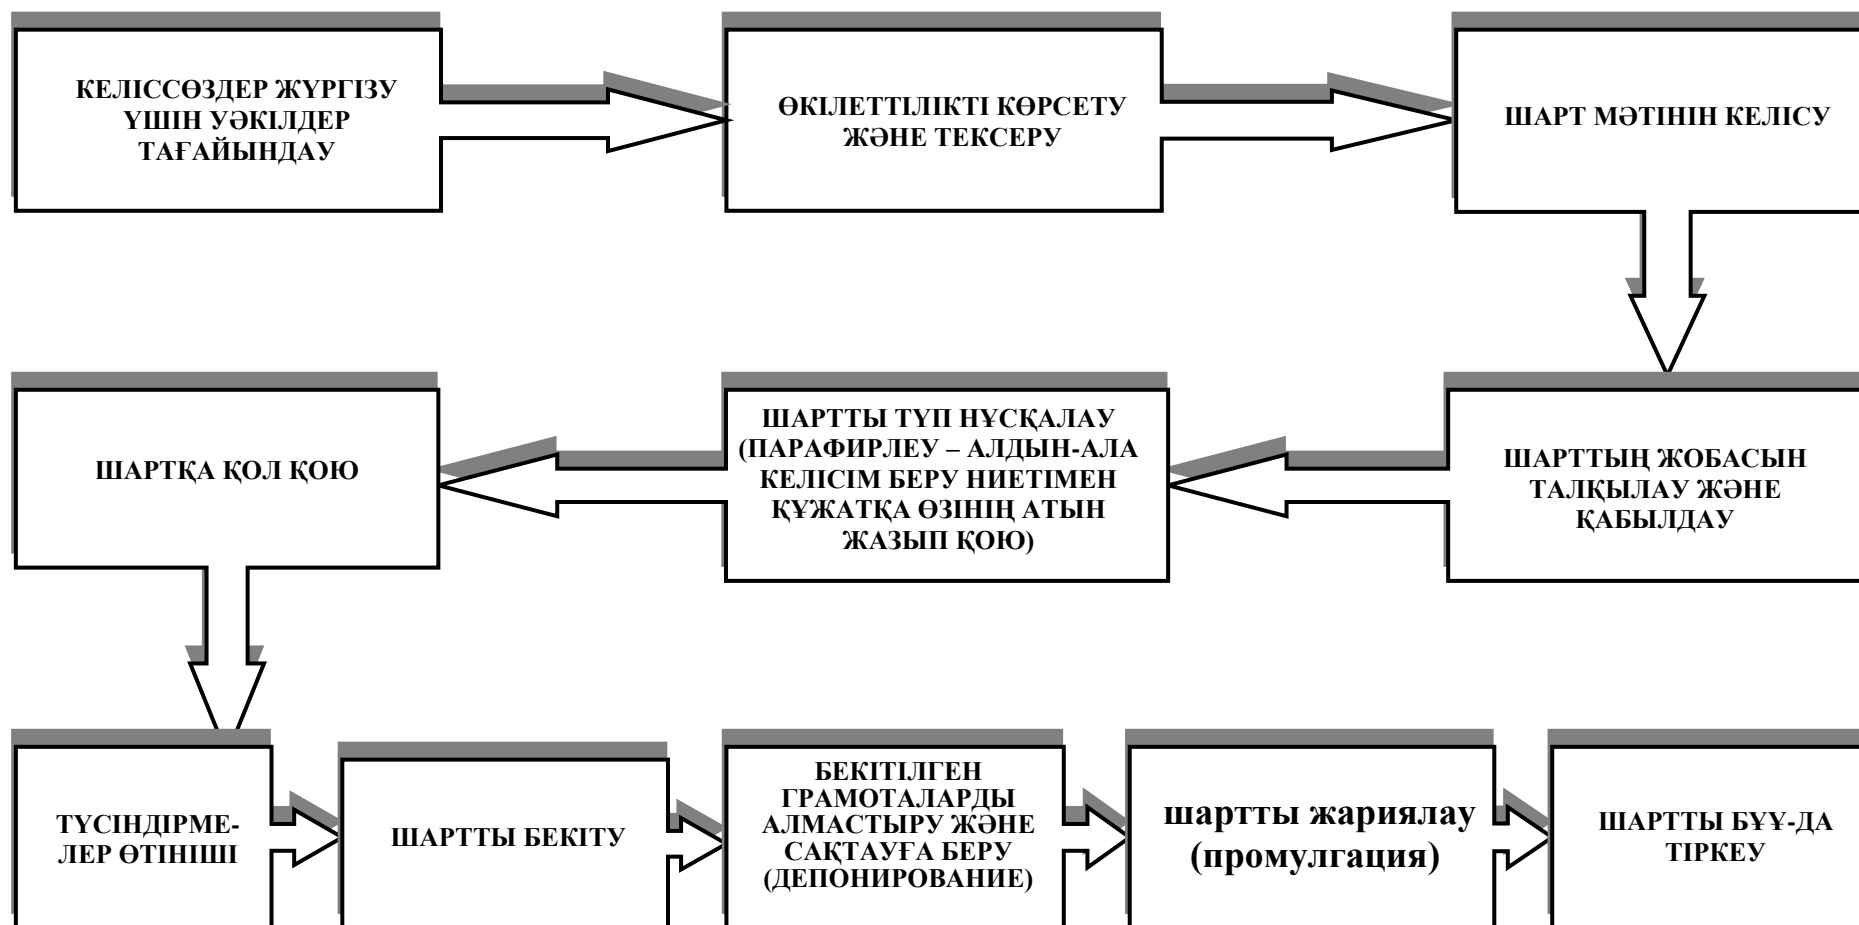 КЕЛІССӨЗДЕР ЖҮРГІЗУ
ҮШІН УӘКІЛДЕР
ТАҒАЙЫНДАУ
ӨКІЛЕТТІЛІКТІ КӨРСЕТУ
ЖӘНЕ ТЕКСЕРУ
ШАРТ МӘТІНІН КЕЛІСУ
ШАРТТЫҢ ЖОБАСЫН
ТАЛҚЫЛАУ ЖӘНЕ
ҚАБЫЛДАУ
ШАРТТЫ ТҮП НҰСҚАЛАУ
(ПАРАФИРЛЕУ – АЛДЫН-АЛА
КЕЛІСІМ БЕРУ НИЕТІМЕН
ҚҰЖАТҚА ӨЗІНІҢ АТЫН
ЖАЗЫП ҚОЮ)
ШАРТҚА ҚОЛ ҚОЮ
ТҮСІНДІРМЕ-
ЛЕР ӨТІНІШІ
ШАРТТЫ БЕКІТУ
БЕКІТІЛГЕН
ГРАМОТАЛАРДЫ
АЛМАСТЫРУ ЖӘНЕ
САҚТАУҒА БЕРУ
(ДЕПОНИРОВАНИЕ)
шартты жариялау
(промулгация)
ШАРТТЫ БҰҰ-ДА
ТІРКЕУ